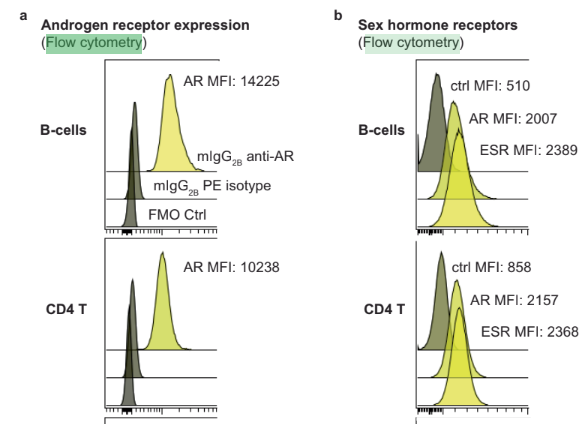 a
Androgen receptor expression
(Flow cytometry)
B-cells
AR MFI: 14225
mIgG2B anti-AR
mIgG2B PE isotype
FMO Ctrl
CD4 T
AR MFI: 10238
b
Sex hormone receptors
(Flow cytometry)
B-cells
ctrl MFI: 510
AR MFI: 2007
ESR MFI: 2389
CD4 T
ctrl MFI: 858
AR MFI: 2157
ESR MFI: 2368